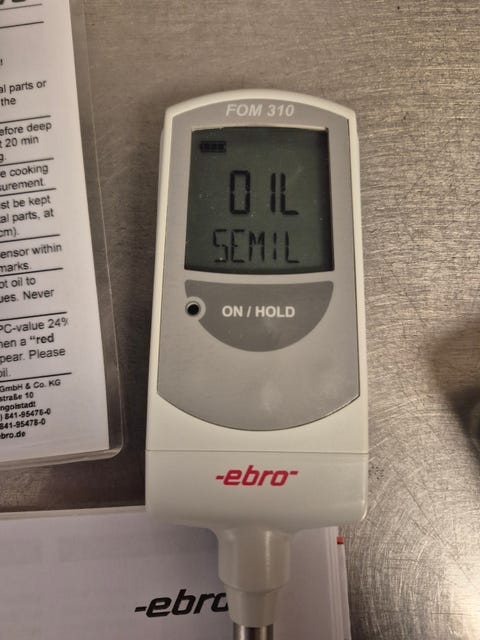 al parts or
the
efore deep
20 min
e cooking
surement.
st be kept
al parts, at
cm).
ensor within
marks.
ot oil to
ues. Never
PC-value 24%
en a "red
pear. Please
oil.
GmbH & Co. KG
straße 10
ngolstadt
) 841-95478-0
841-95478-0
ebro.de
FOM 310
OIL
SEMIL
ON / HOLD
-ebro-
-ebro